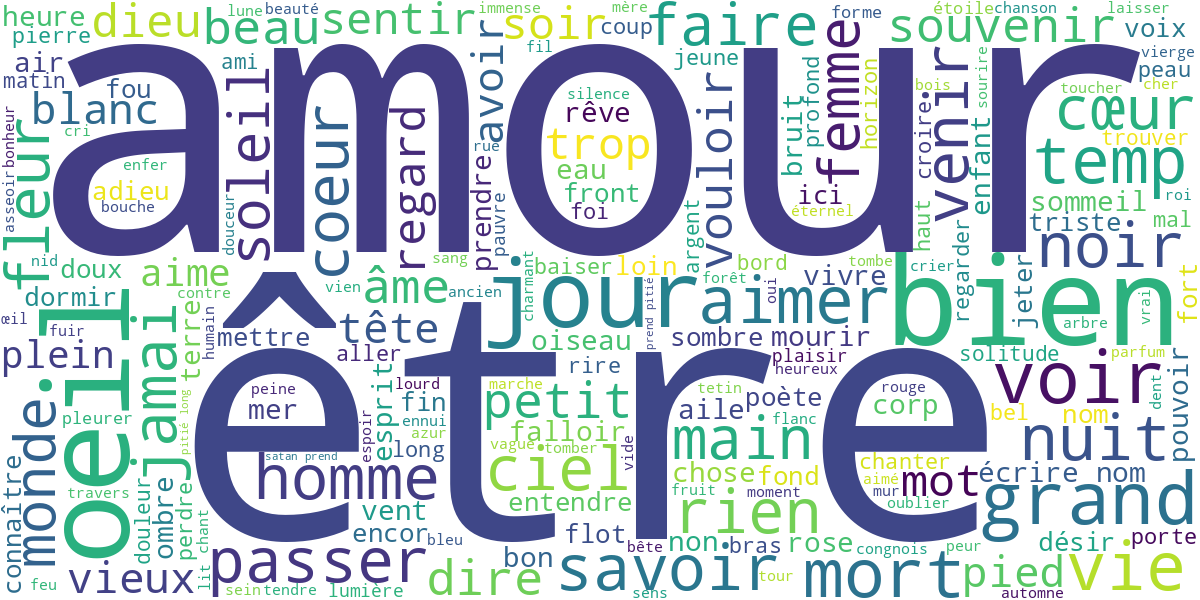 amour
être
bien
oeil
jour
aimer
heure
dieu
beau
sentir
soir
faire
souvenir
voix
pierre
lune
beauté
immense
fil
mère
coup
forme
étoile
chanson
laisser
vierge
peau
air
matin
fou
ami
avoir
jeune
blanc
cri
fleur
bonheur
asseoir
enfer
adieu
bouche
soleil
douceur
coeur
regard
rue
prendre
pauvre
silence
rêve
trop
eau
front
foi
argent
vouloir
bruit
profond
femme
horizon
ici
éternel
bois
croire
haut
venir
sourire
enfant
toucher
cher
cœur
trouver
temp
roi
sommeil
triste
mal
noir
nid
doux
aime
contre
dormir
œil
fuir
plein
terre
humain
mettre
vien
âme
ancien
sang
tête
aller
charmant
baiser
loin
bord
forêt
oui
vivre
tombe
crier
regarder
jeter
arbre
vrai
fort
prend pitié
sombre
mourir
oiseau
rire
plaisir
heureux
solitude
parfum
monde
pleurer
jamai
pitié long
peine
mer
espoir
esprit
lourd
fin
ennui
azur
long
marche
petit
tetin
aile
poète
flanc
rouge
corp
voir
bel
nom
dent
pouvoir
satan prend
homme
vague
falloir
tomber
ciel
vide
main
nuit
connaître
travers
douleur
ombre
perdre
entendre
chose
fond
fruit
moment
chanter
aimé
mur
mot
oublier
écrire nom
grand
vent
encor
bleu
flot
rien
vieux
lit
chant
passer
dire
bon
bête
non
bras
rose
congnois
peur
désir
porte
feu
sein
tendre
lumière
savoir
sens
tour
mort
pied
vie
automne